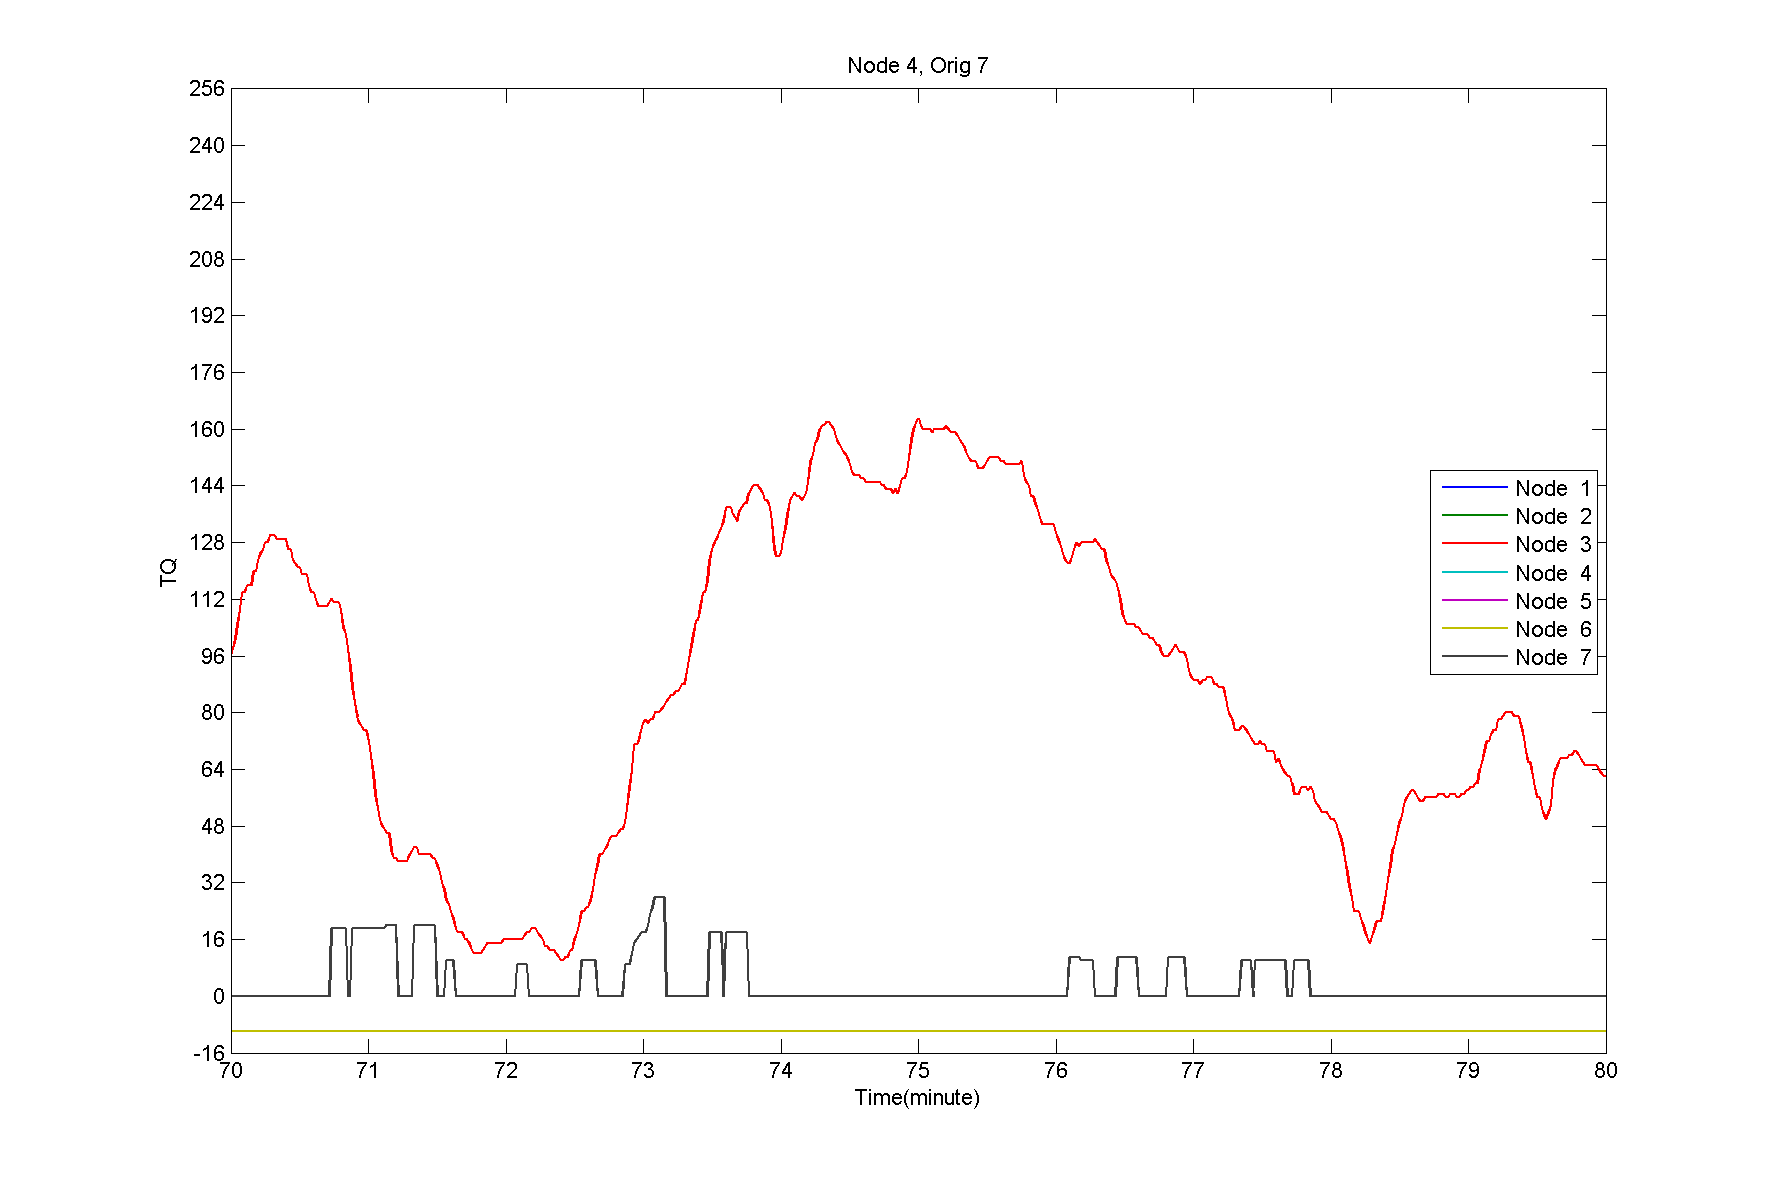 Node 4, Orig 7
256
240
224
208
192
176
160
144
128
112
96
80
64
48
32
16
0
-16
TQ
Node 1
Node 2
Node 3
Node 4
Node 5
Node 6
Node 7
70 71 72 73 74 75 76 77 78 79 80
Time(minute)